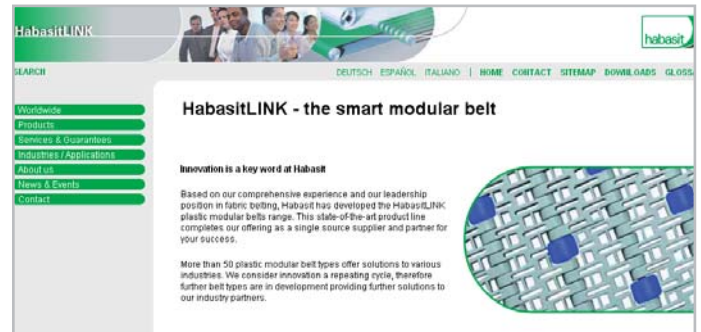 HabasitLINK
habasit
SEARCH
DEUTSCH ESPAÑOL ITALIANO | HOME CONTACT SITEMAP DOWNLOADS GLOSS
Worldwide
Products
Services & Guarantees
Industries / Applications
About us
News & Events
Contact
HabasitLINK - the smart modular belt
Innovation is a key word at Habasit
Based on our comprehensive experience and our leadership
position in fabric belting, Habasit has developed the HabasitLINK
plastic modular belts range. This state-of-the-art product line
completes our offering as a single source supplier and partner for
your success.
More than 50 plastic modular belt types offer solutions to various
industries. We consider innovation a repeating cycle, therefore
further belt types are in development providing further solutions to
our industry partners.